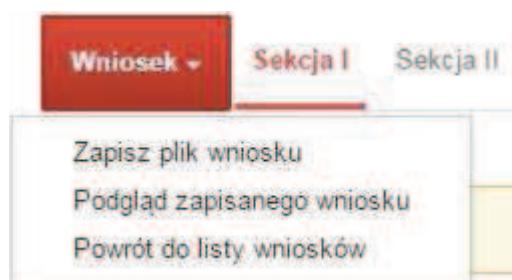 Wniosek Sekcja I Sekcja II
Zapisz plik wniosku
Podgląd zapisanego wniosku
Powrót do listy wniosków